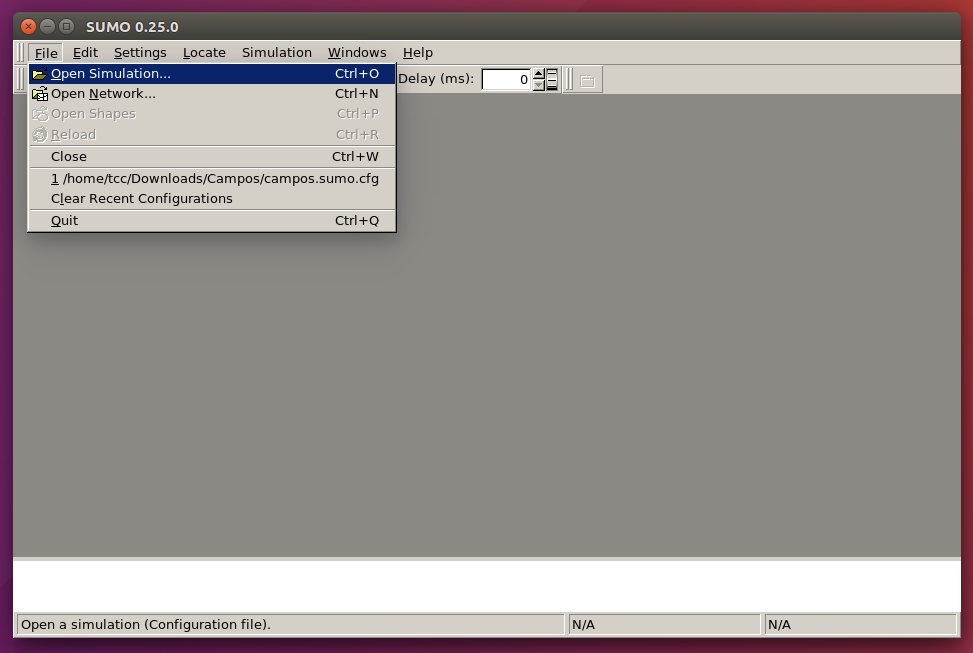 SUMO 0.25.0
File Edit Settings Locate Simulation Windows Help
Open Simulation... Ctrl+O
Delay (ms): 0
Open Network... Ctrl+N
Open Shapes Ctrl+P
Reload Ctrl+R
Close Ctrl+W
1 /home/tcc/Downloads/Campos/campos.sumo.cfg
Clear Recent Configurations
Quit Ctrl+Q
Open a simulation (Configuration file). N/A N/A